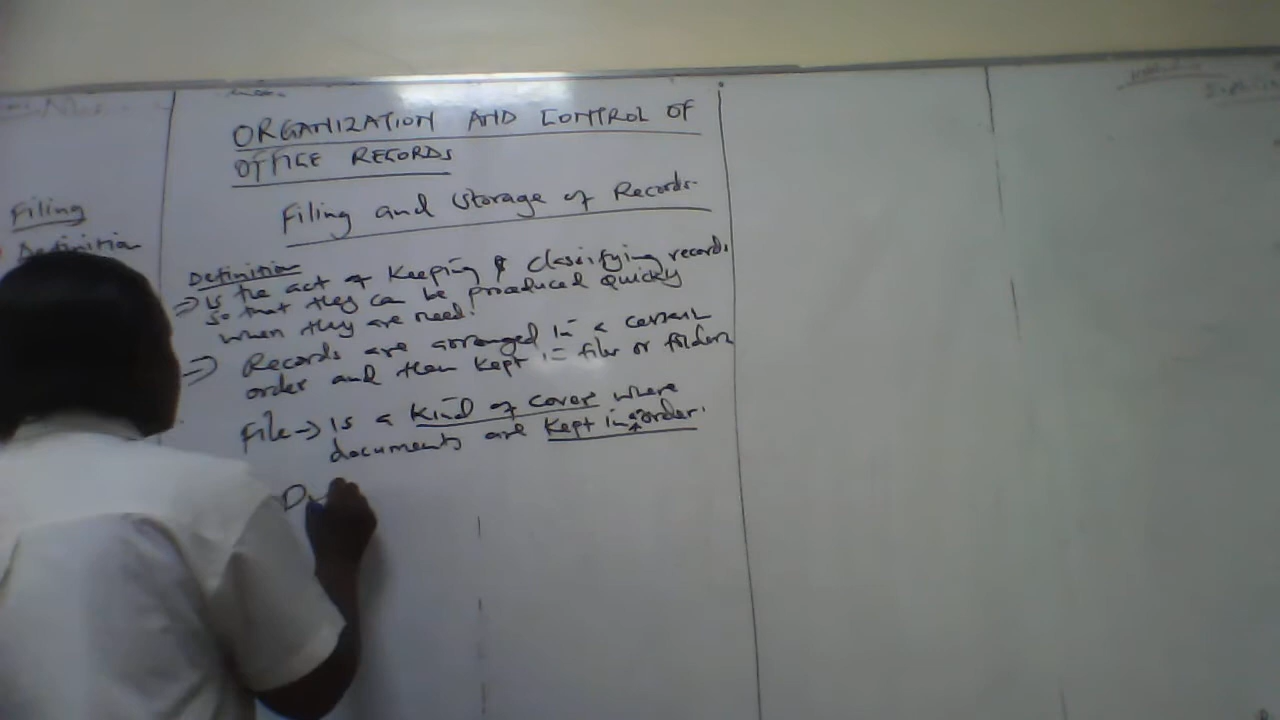 Filing
Definition
ORGANIZATION AND CONTROL OF
OFFICE RECORDS
Filing and Storage of Records.
Definition
=> is the act of Keeping & classifying records
so that they can be produced quicky
when they are need.
=> Records are arranged in a certain
order and then kept in files or folders
File -> is a kind of cover where
documents are kept in order.